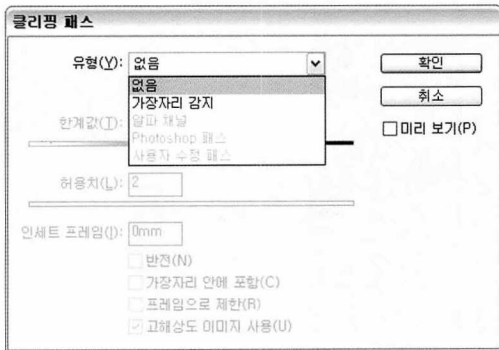 클리핑 패스
유형(Y): 없음 확인
없음
가장자리 감지 취소
한계값(T): 알파 채널 미리 보기(P)
Photoshop 패스
사용자 수정 패스
허용치(L): 2
인세트 프레임(I): 0mm
반전(N)
가장자리 안에 포함(C)
프레임으로 제한(R)
고해상도 이미지 사용(U)